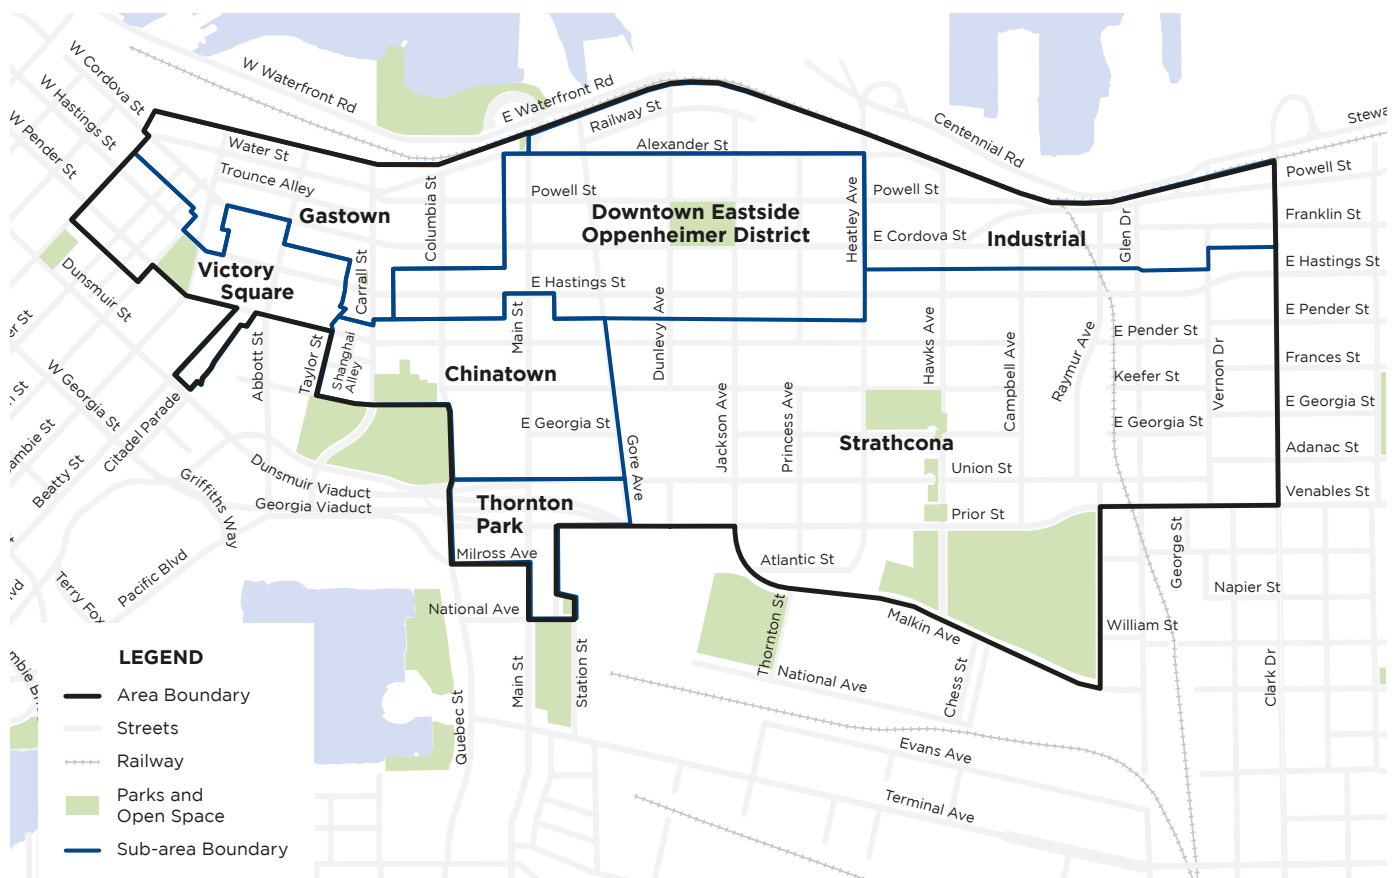 W Cordova St
W Hastings St
W Pender St
W Waterfront Rd
E Waterfront Rd
Railway St
Centennial Rd
Water St
Trounce Alley
Gastown
Alexander St
Columbia St
Powell St
Downtown Eastside
Oppenheimer District
Heatley Ave
Powell St
E Cordova St
Industrial
Glen Dr
Powell St
Franklin St
E Hastings St
E Pender St
Frances St
E Georgia St
Adanac St
Venables St
Victory
Square
Carrall St
E Hastings St
Main St
Dunlevy Ave
Dunsmuir St
Abbott St
Taylor St
Shanghai
Alley
Chinatown
E Georgia St
Gore Ave
Jackson Ave
Princess Ave
Hawks Ave
Campbell Ave
Raymur Ave
E Pender St
Keefer St
E Georgia St
Vernon Dr
Strathcona
Union St
Prior St
W Georgia St
Citadel Parade
Beatty St
Griffiths Way
Dunsmuir Viaduct
Georgia Viaduct
Pacific Blvd
Terry Fox
Thornton
Park
Milross Ave
National Ave
Main St
Station St
Quebec St
Atlantic St
Thornton St
National Ave
Malkin Ave
Chess St
Evans Ave
Terminal Ave
George St
Napier St
William St
Clark Dr
LEGEND
Area Boundary
Streets
Railway
Parks and
Open Space
Sub-area Boundary